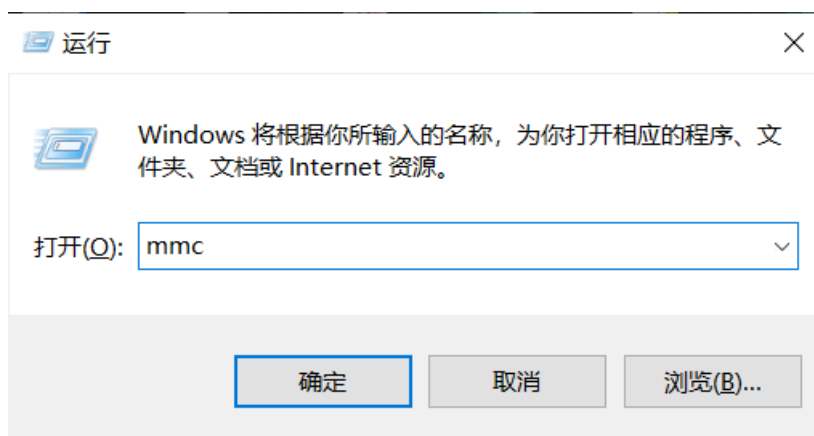 运行
Windows 将根据你所输入的名称，为你打开相应的程序、文
件夹、文档或 Internet 资源。
打开(O): mmc
确定 取消 浏览(B)...